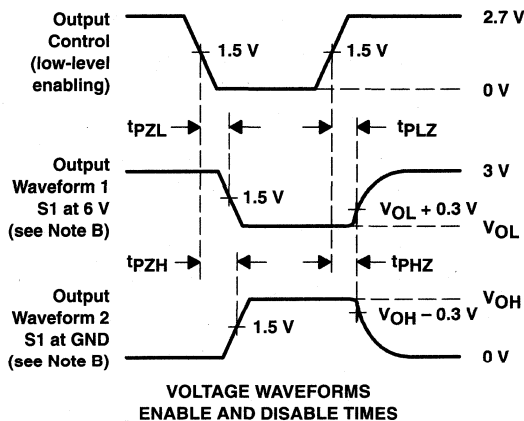 Output
Control
(low-level
enabling)
1.5 V
1.5 V
2.7 V
0 V
tPZL
tPLZ
Output
Waveform 1
S1 at 6 V
(see Note B)
1.5 V
3 V
VOL + 0.3 V
VOL
tPZH
tPHZ
Output
Waveform 2
S1 at GND
(see Note B)
1.5 V
VOH
VOH – 0.3 V
0 V
VOLTAGE WAVEFORMS
ENABLE AND DISABLE TIMES